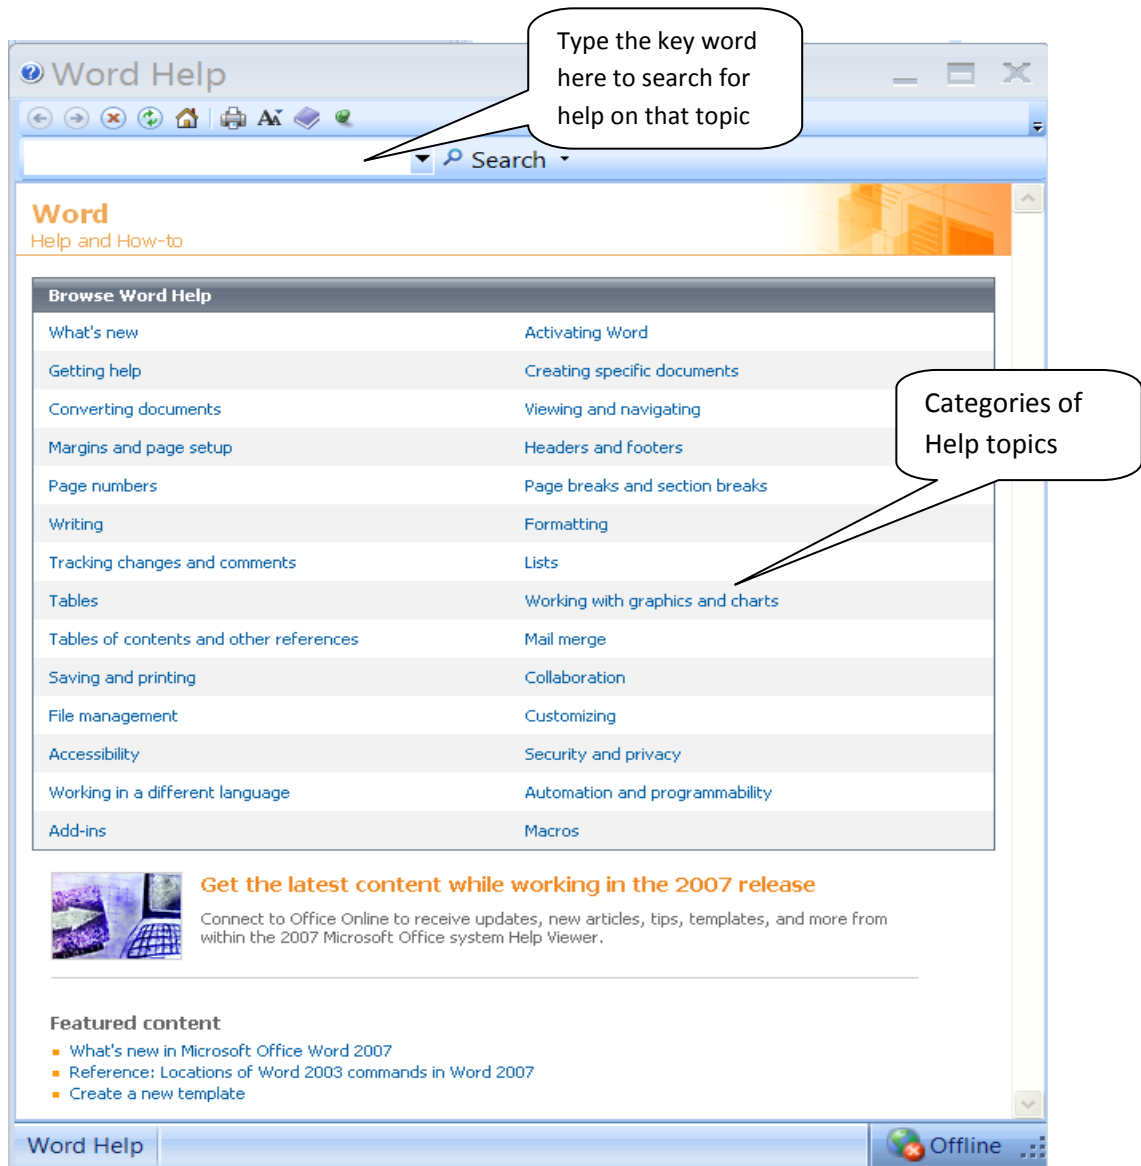 Type the key word
here to search for
help on that topic
Word Help
Search
Word
Help and How-to
Browse Word Help
What's new
Activating Word
Getting help
Creating specific documents
Converting documents
Viewing and navigating
Categories of
Help topics
Margins and page setup
Headers and footers
Page numbers
Page breaks and section breaks
Writing
Formatting
Tracking changes and comments
Lists
Tables
Working with graphics and charts
Tables of contents and other references
Mail merge
Saving and printing
Collaboration
File management
Customizing
Accessibility
Security and privacy
Working in a different language
Automation and programmability
Add-ins
Macros
Get the latest content while working in the 2007 release
Connect to Office Online to receive updates, new articles, tips, templates, and more from
within the 2007 Microsoft Office system Help Viewer.
Featured content
What's new in Microsoft Office Word 2007
Reference: Locations of Word 2003 commands in Word 2007
Create a new template
Word Help
Offline